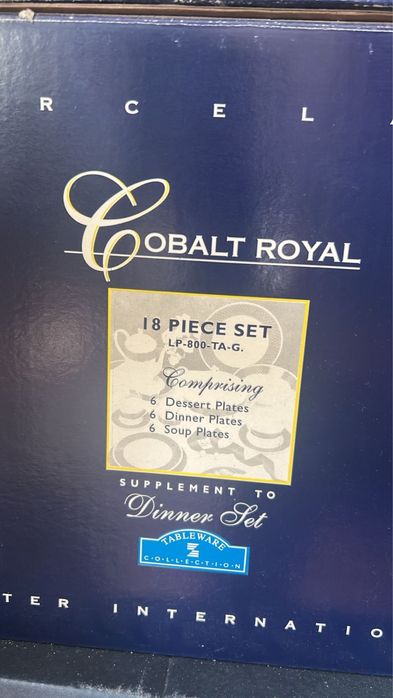 R C E L
COBALT ROYAL
18 PIECE SET
LP-800-TA-G.
Comprising
6 Dessert Plates
6 Dinner Plates
6 Soup Plates
SUPPLEMENT TO
Dinner Set
TABLEWARE
C·O·L·L·E·C·T·I·O·N
TER INTERNATIO